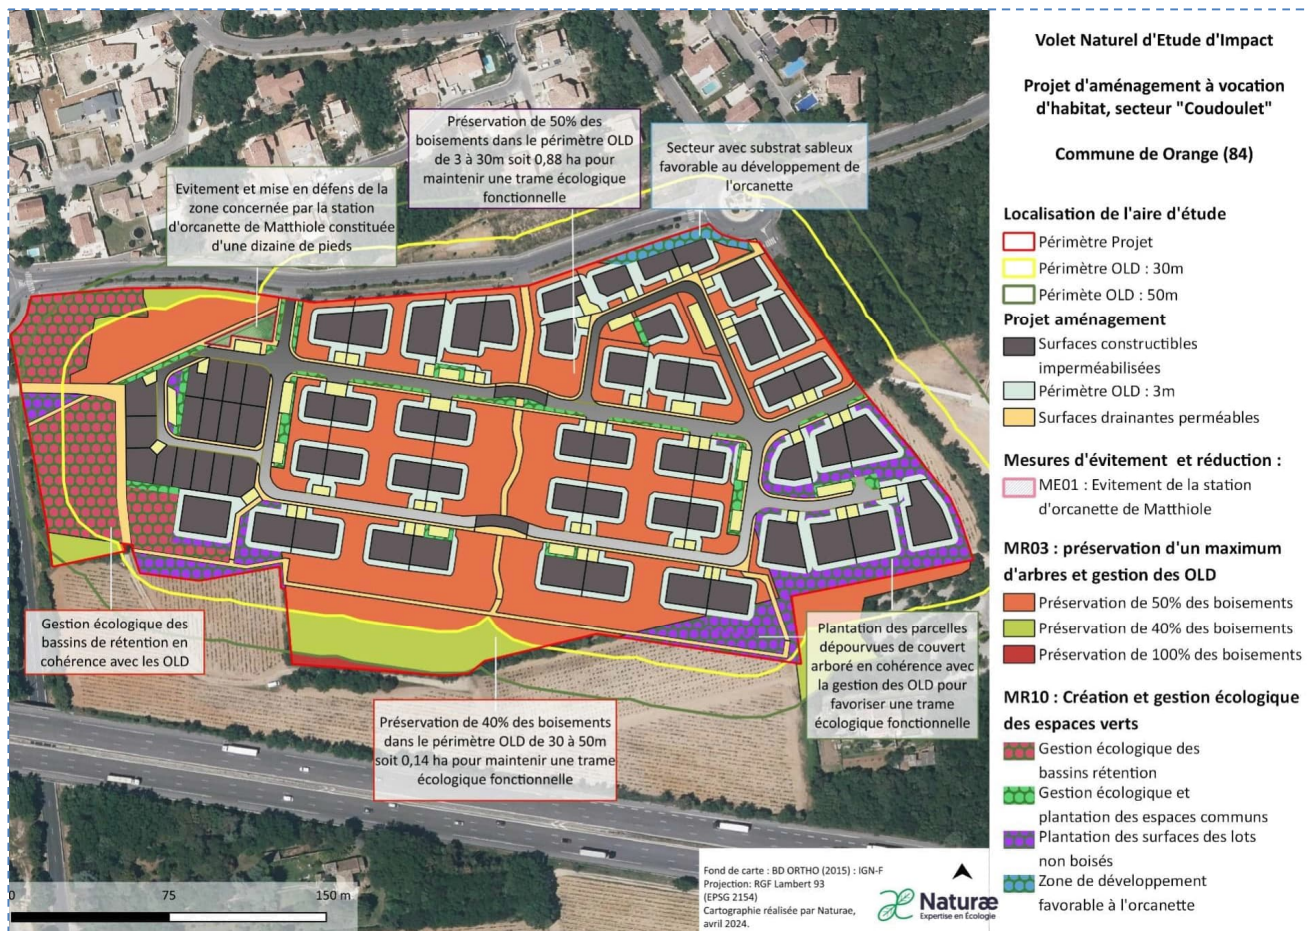 Volet Naturel d'Etude d'Impact
Projet d'aménagement à vocation
d'habitat, secteur "Coudoulet"
Commune de Orange (84)
Localisation de l'aire d'étude
Périmètre Projet
Périmètre OLD : 30m
Périmète OLD : 50m
Projet aménagement
Surfaces constructibles
imperméabilisées
Périmètre OLD : 3m
Surfaces drainantes perméables
Mesures d'évitement et réduction :
ME01 : Evitement de la station
d'orcanette de Matthiole
MR03 : préservation d'un maximum
d'arbres et gestion des OLD
Préservation de 50% des boisements
Préservation de 40% des boisements
Préservation de 100% des boisements
MR10 : Création et gestion écologique
des espaces verts
Gestion écologique des
bassins rétention
Gestion écologique et
plantation des espaces communs
Plantation des surfaces des lots
non boisés
Zone de développement
favorable à l'orcanette
Préservation de 50% des
boisements dans le périmètre OLD
de 3 à 30m soit 0,88 ha pour
maintenir une trame écologique
fonctionnelle
Secteur avec substrat sableux
favorable au développement de
l'orcanette
Evitement et mise en défens de la
zone concernée par la station
d'orcanette de Matthiole constituée
d'une dizaine de pieds
Gestion écologique des
bassins de rétention en
cohérence avec les OLD
Plantation des parcelles
dépourvues de couvert
arboré en cohérence avec
la gestion des OLD pour
favoriser une trame
écologique fonctionnelle
Préservation de 40% des boisements
dans le périmètre OLD de 30 à 50m
soit 0,14 ha pour maintenir une trame
écologique fonctionnelle
0 75 150 m
Fond de carte : BD ORTHO (2015) : IGN-F
Projection: RGF Lambert 93
(EPSG 2154)
Cartographie réalisée par Naturae,
avril 2024.
Naturæ
Expertise en Écologie